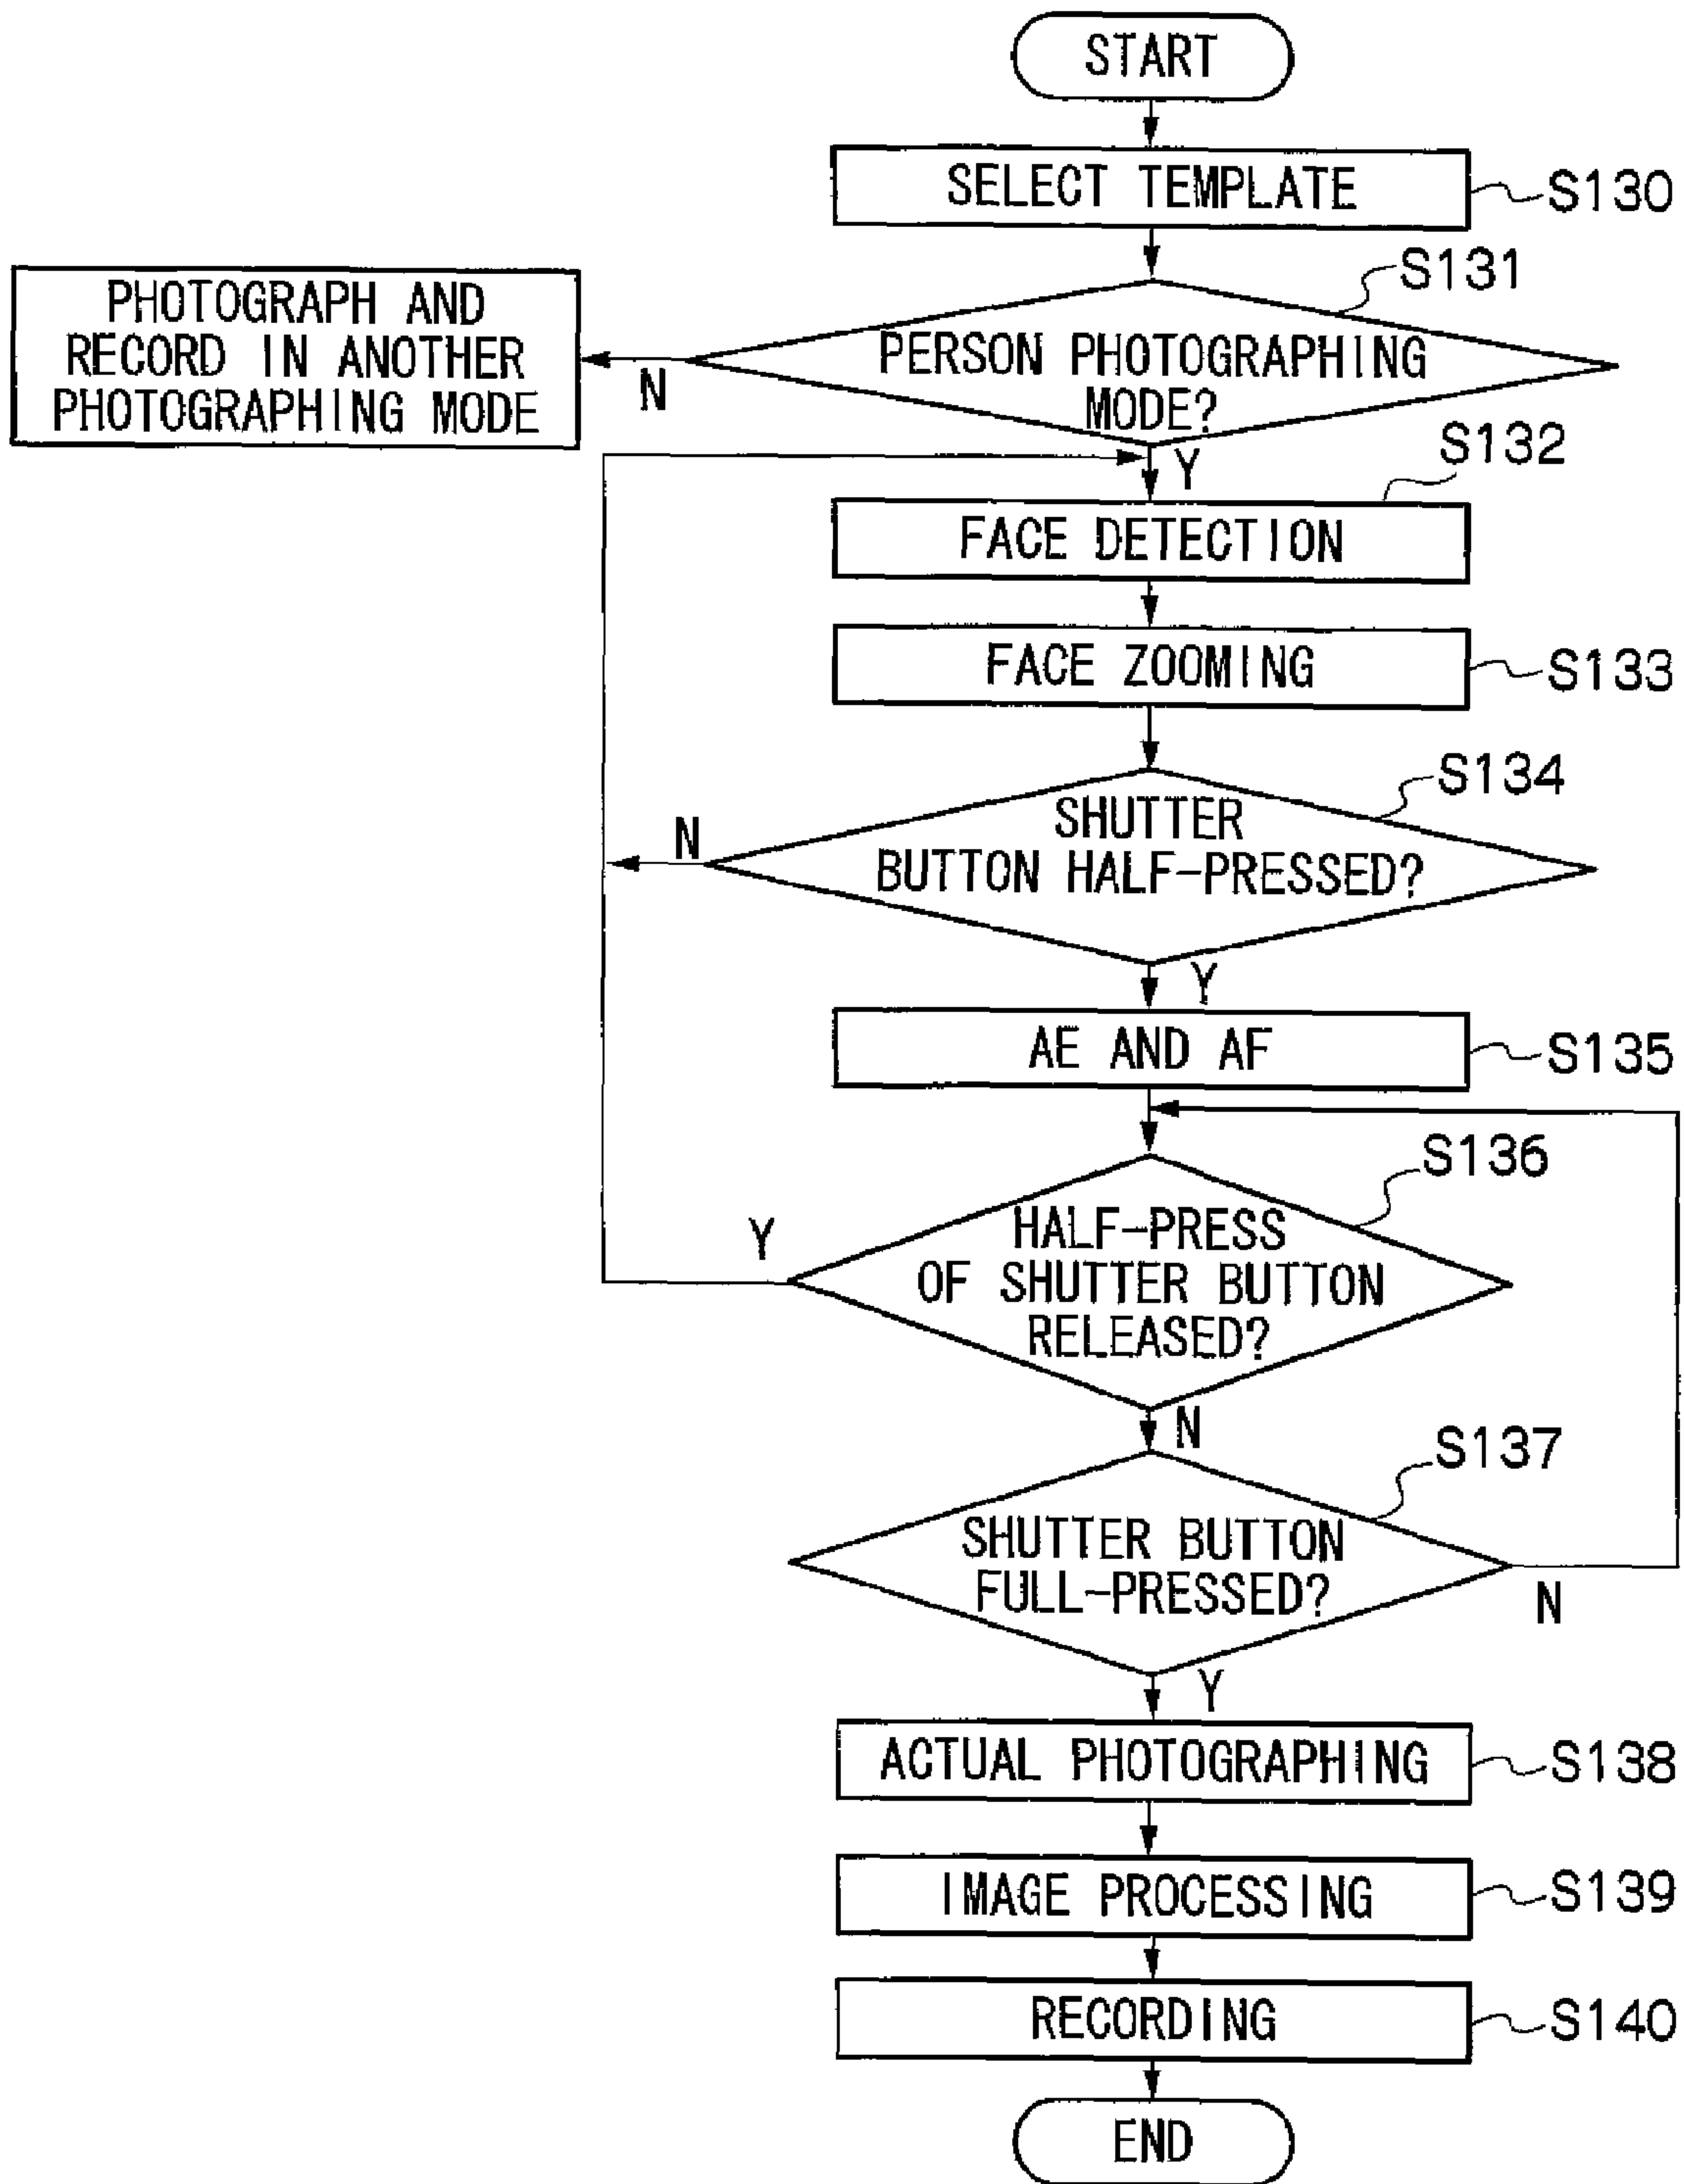 START
SELECT TEMPLATE
S130
S131
PHOTOGRAPH AND
RECORD IN ANOTHER
PHOTOGRAPHING MODE
N
PERSON PHOTOGRAPHING
MODE?
Y
S132
FACE DETECTION
FACE ZOOMING
S133
S134
SHUTTER
BUTTON HALF-PRESSED?
N
Y
AE AND AF
S135
S136
HALF-PRESS
OF SHUTTER BUTTON
RELEASED?
Y
N
S137
SHUTTER BUTTON
FULL-PRESSED?
N
Y
ACTUAL PHOTOGRAPHING
S138
IMAGE PROCESSING
S139
RECORDING
S140
END